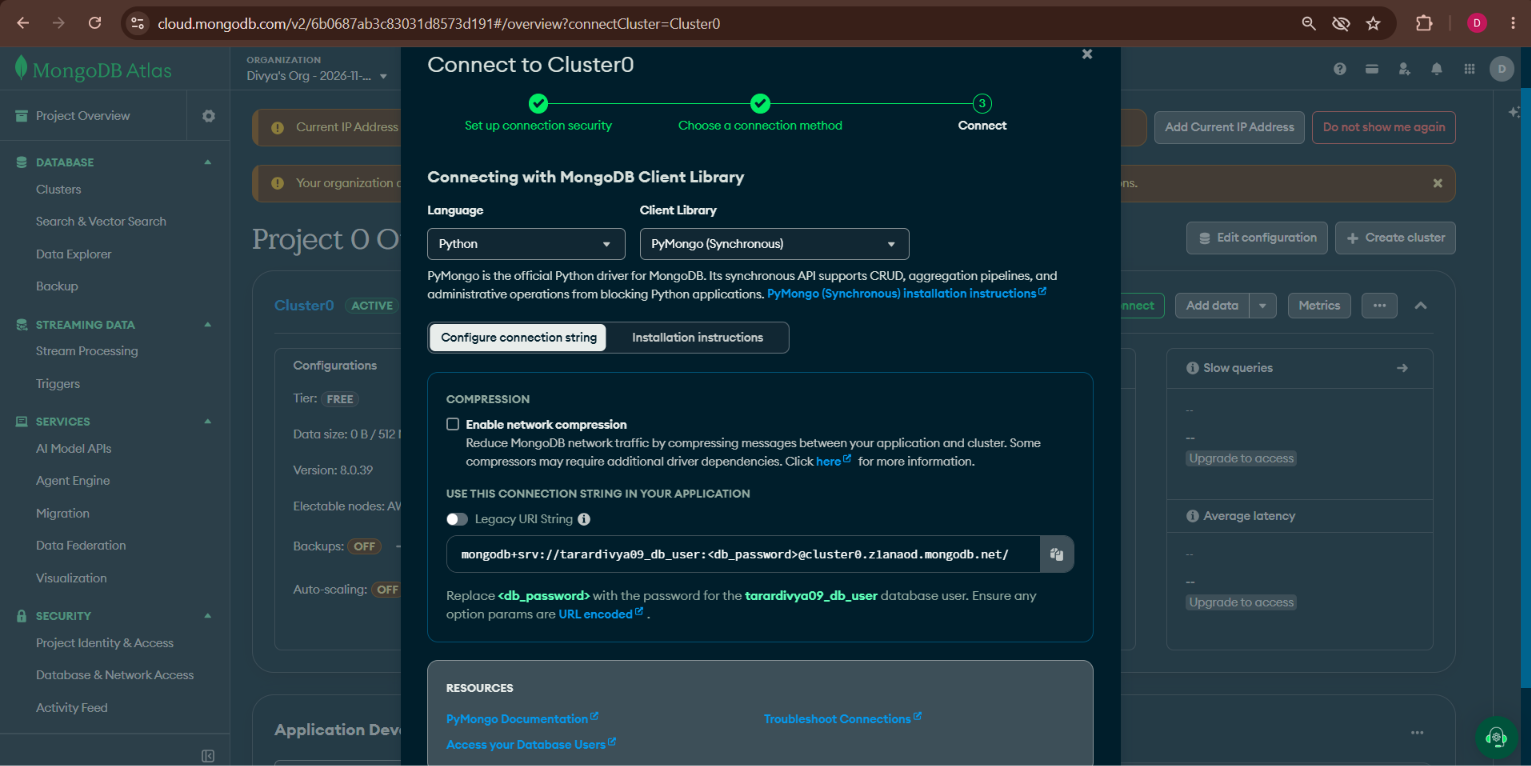 cloud.mongodb.com/v2/6b0687ab3c83031d8573d191#/overview?connectCluster=Cluster0
D
MongoDB Atlas
ORGANIZATION
Divya's Org - 2026-11-...
D
Project Overview
DATABASE
Clusters
Search & Vector Search
Data Explorer
Backup
STREAMING DATA
Stream Processing
Triggers
SERVICES
AI Model APIs
Agent Engine
Migration
Data Federation
Visualization
SECURITY
Project Identity & Access
Database & Network Access
Activity Feed
Current IP Address
Add Current IP Address
Do not show me again
Your organization
Project 0
Edit configuration
+ Create cluster
Cluster0 ACTIVE
Add data
Metrics
...
Configurations
Tier: FREE
Data size: 0 B / 512
Version: 8.0.39
Electable nodes:
Backups: OFF
Auto-scaling: OFF
Slow queries
--
--
Upgrade to access
Average latency
--
--
Upgrade to access
Application
Connect to Cluster0
Set up connection security
Choose a connection method
3
Connect
Connecting with MongoDB Client Library
Language
Client Library
Python
PyMongo (Synchronous)
PyMongo is the official Python driver for MongoDB. Its synchronous API supports CRUD, aggregation pipelines, and
administrative operations from blocking Python applications. PyMongo (Synchronous) installation instructions
Configure connection string
Installation instructions
COMPRESSION
Enable network compression
Reduce MongoDB network traffic by compressing messages between your application and cluster. Some
compressors may require additional driver dependencies. Click here for more information.
USE THIS CONNECTION STRING IN YOUR APPLICATION
Legacy URI String
mongodb+srv://tarardivya09_db_user:<db_password>@cluster0.zlanaod.mongodb.net/
Replace <db_password> with the password for the tarardivya09_db_user database user. Ensure any
option params are URL encoded .
RESOURCES
PyMongo Documentation
Troubleshoot Connections
Access your Database Users